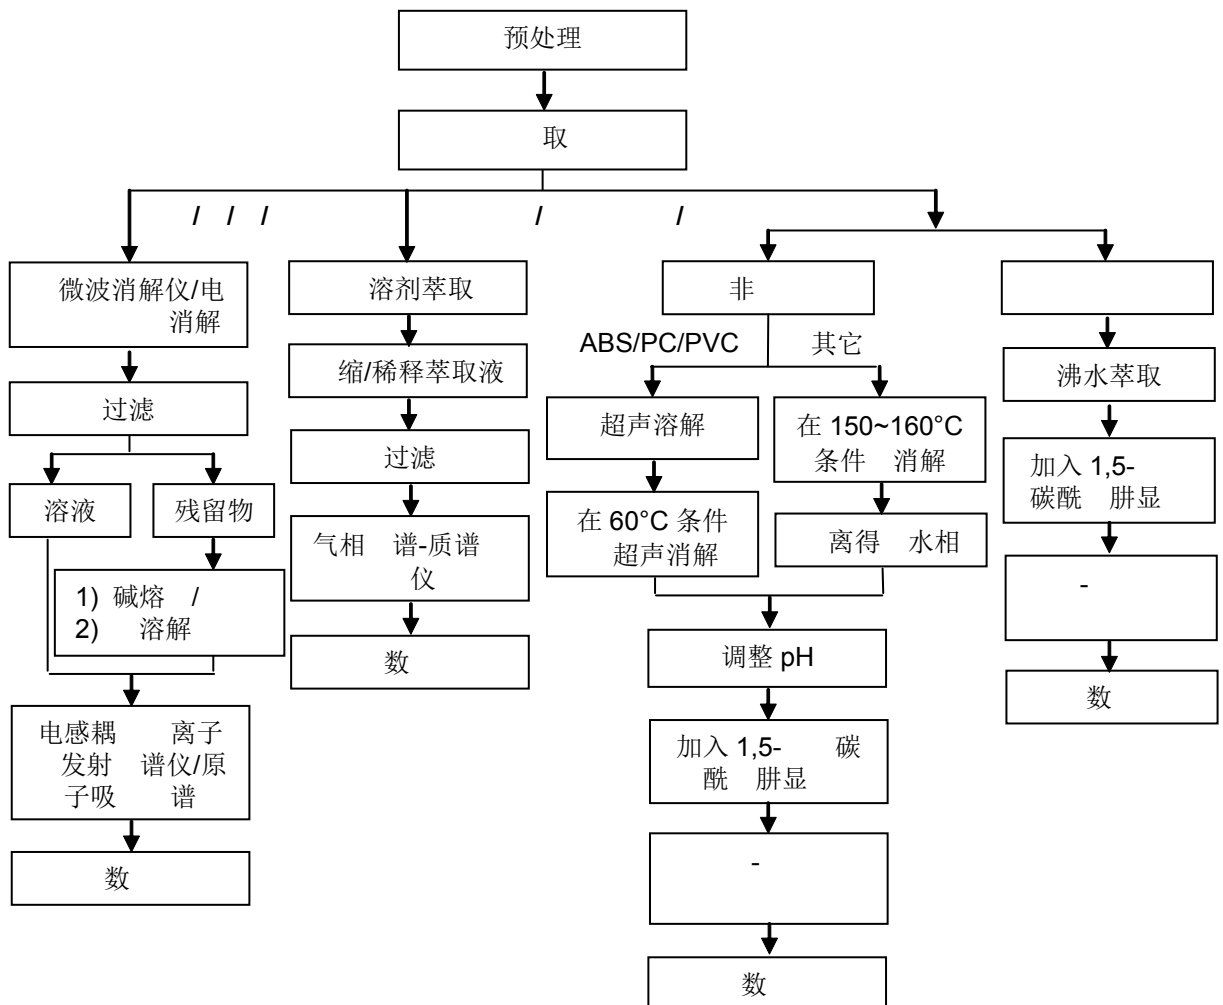 预处理
取
/ / /
/
/
微波消解仪/电
消解
过滤
溶液
残留物
1) 碱熔 /
2) 溶解
电感耦 离子
发射 谱仪/原
子吸 谱
数
溶剂萃取
缩/稀释萃取液
过滤
气相 谱-质谱
仪
数
非
ABS/PC/PVC
其它
超声溶解
在 60°C 条件
超声消解
在 150~160°C
条件 消解
离得 水相
调整 pH
加入 1,5- 碳
酰 肼显
-
数
沸水萃取
加入 1,5-
碳酰 肼显
-
数